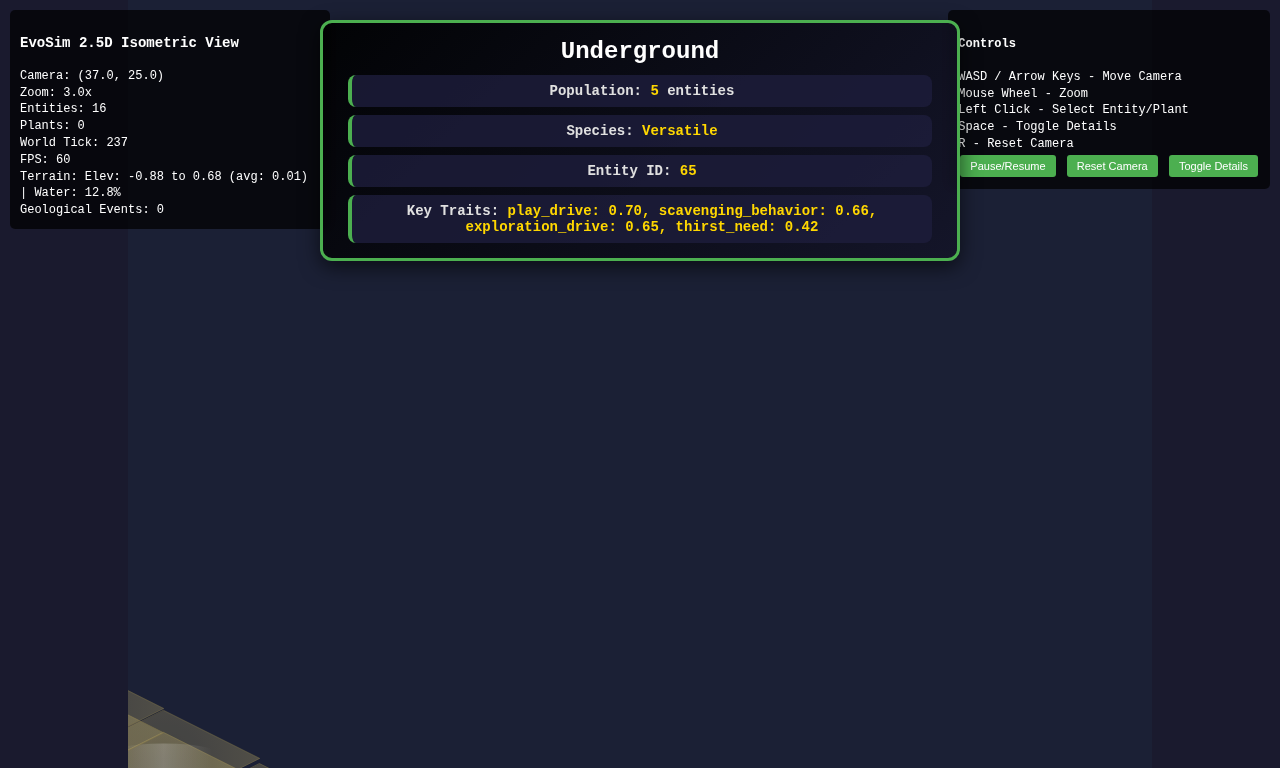 EvoSim 2.5D Isometric View
Camera: (37.0, 25.0)
Zoom: 3.0x
Entities: 16
Plants: 0
World Tick: 237
FPS: 60
Terrain: Elev: -0.88 to 0.68 (avg: 0.01)
| Water: 12.8%
Geological Events: 0
Underground
Population: 5 entities
Species: Versatile
Entity ID: 65
Key Traits: play_drive: 0.70, scavenging_behavior: 0.66,
exploration_drive: 0.65, thirst_need: 0.42
Controls
WASD / Arrow Keys - Move Camera
Mouse Wheel - Zoom
Left Click - Select Entity/Plant
Space - Toggle Details
R - Reset Camera
Pause/Resume
Reset Camera
Toggle Details